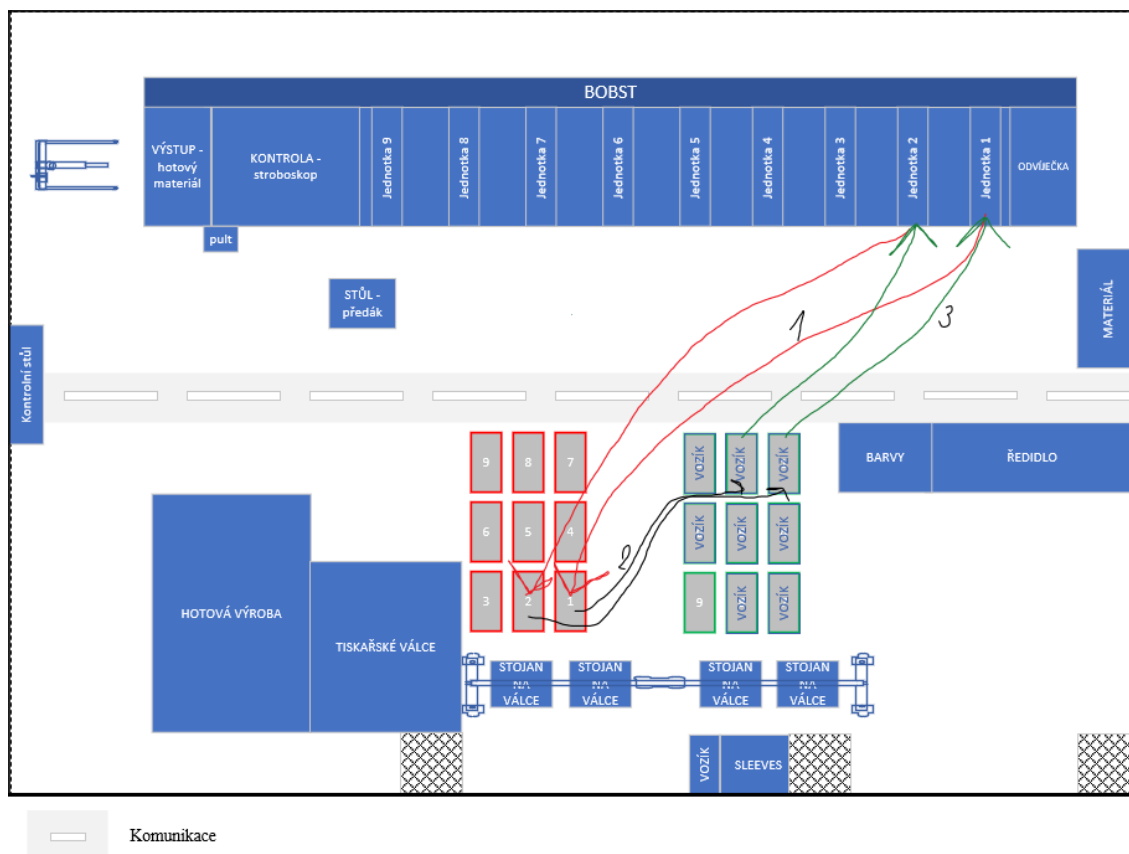 BOBST
VÝSTUP -
hotový
materiál
KONTROLA -
stroboskop
Jednotka 9
Jednotka 8
Jednotka 7
Jednotka 6
Jednotka 5
Jednotka 4
Jednotka 3
Jednotka 2
Jednotka 1
ODVÍJEČKA
pult
STŮL -
předák
MATERIÁL
Kontrolní stůl
1
3
2
9
8
7
VOZÍK
VOZÍK
VOZÍK
BARVY
ŘEDIDLO
6
5
4
VOZÍK
VOZÍK
VOZÍK
3
2
1
9
VOZÍK
VOZÍK
HOTOVÁ VÝROBA
TISKAŘSKÉ VÁLCE
STOJAN
NA
VÁLCE
STOJAN
NA
VÁLCE
STOJAN
NA
VÁLCE
STOJAN
NA
VÁLCE
VOZÍK
SLEEVES
Komunikace